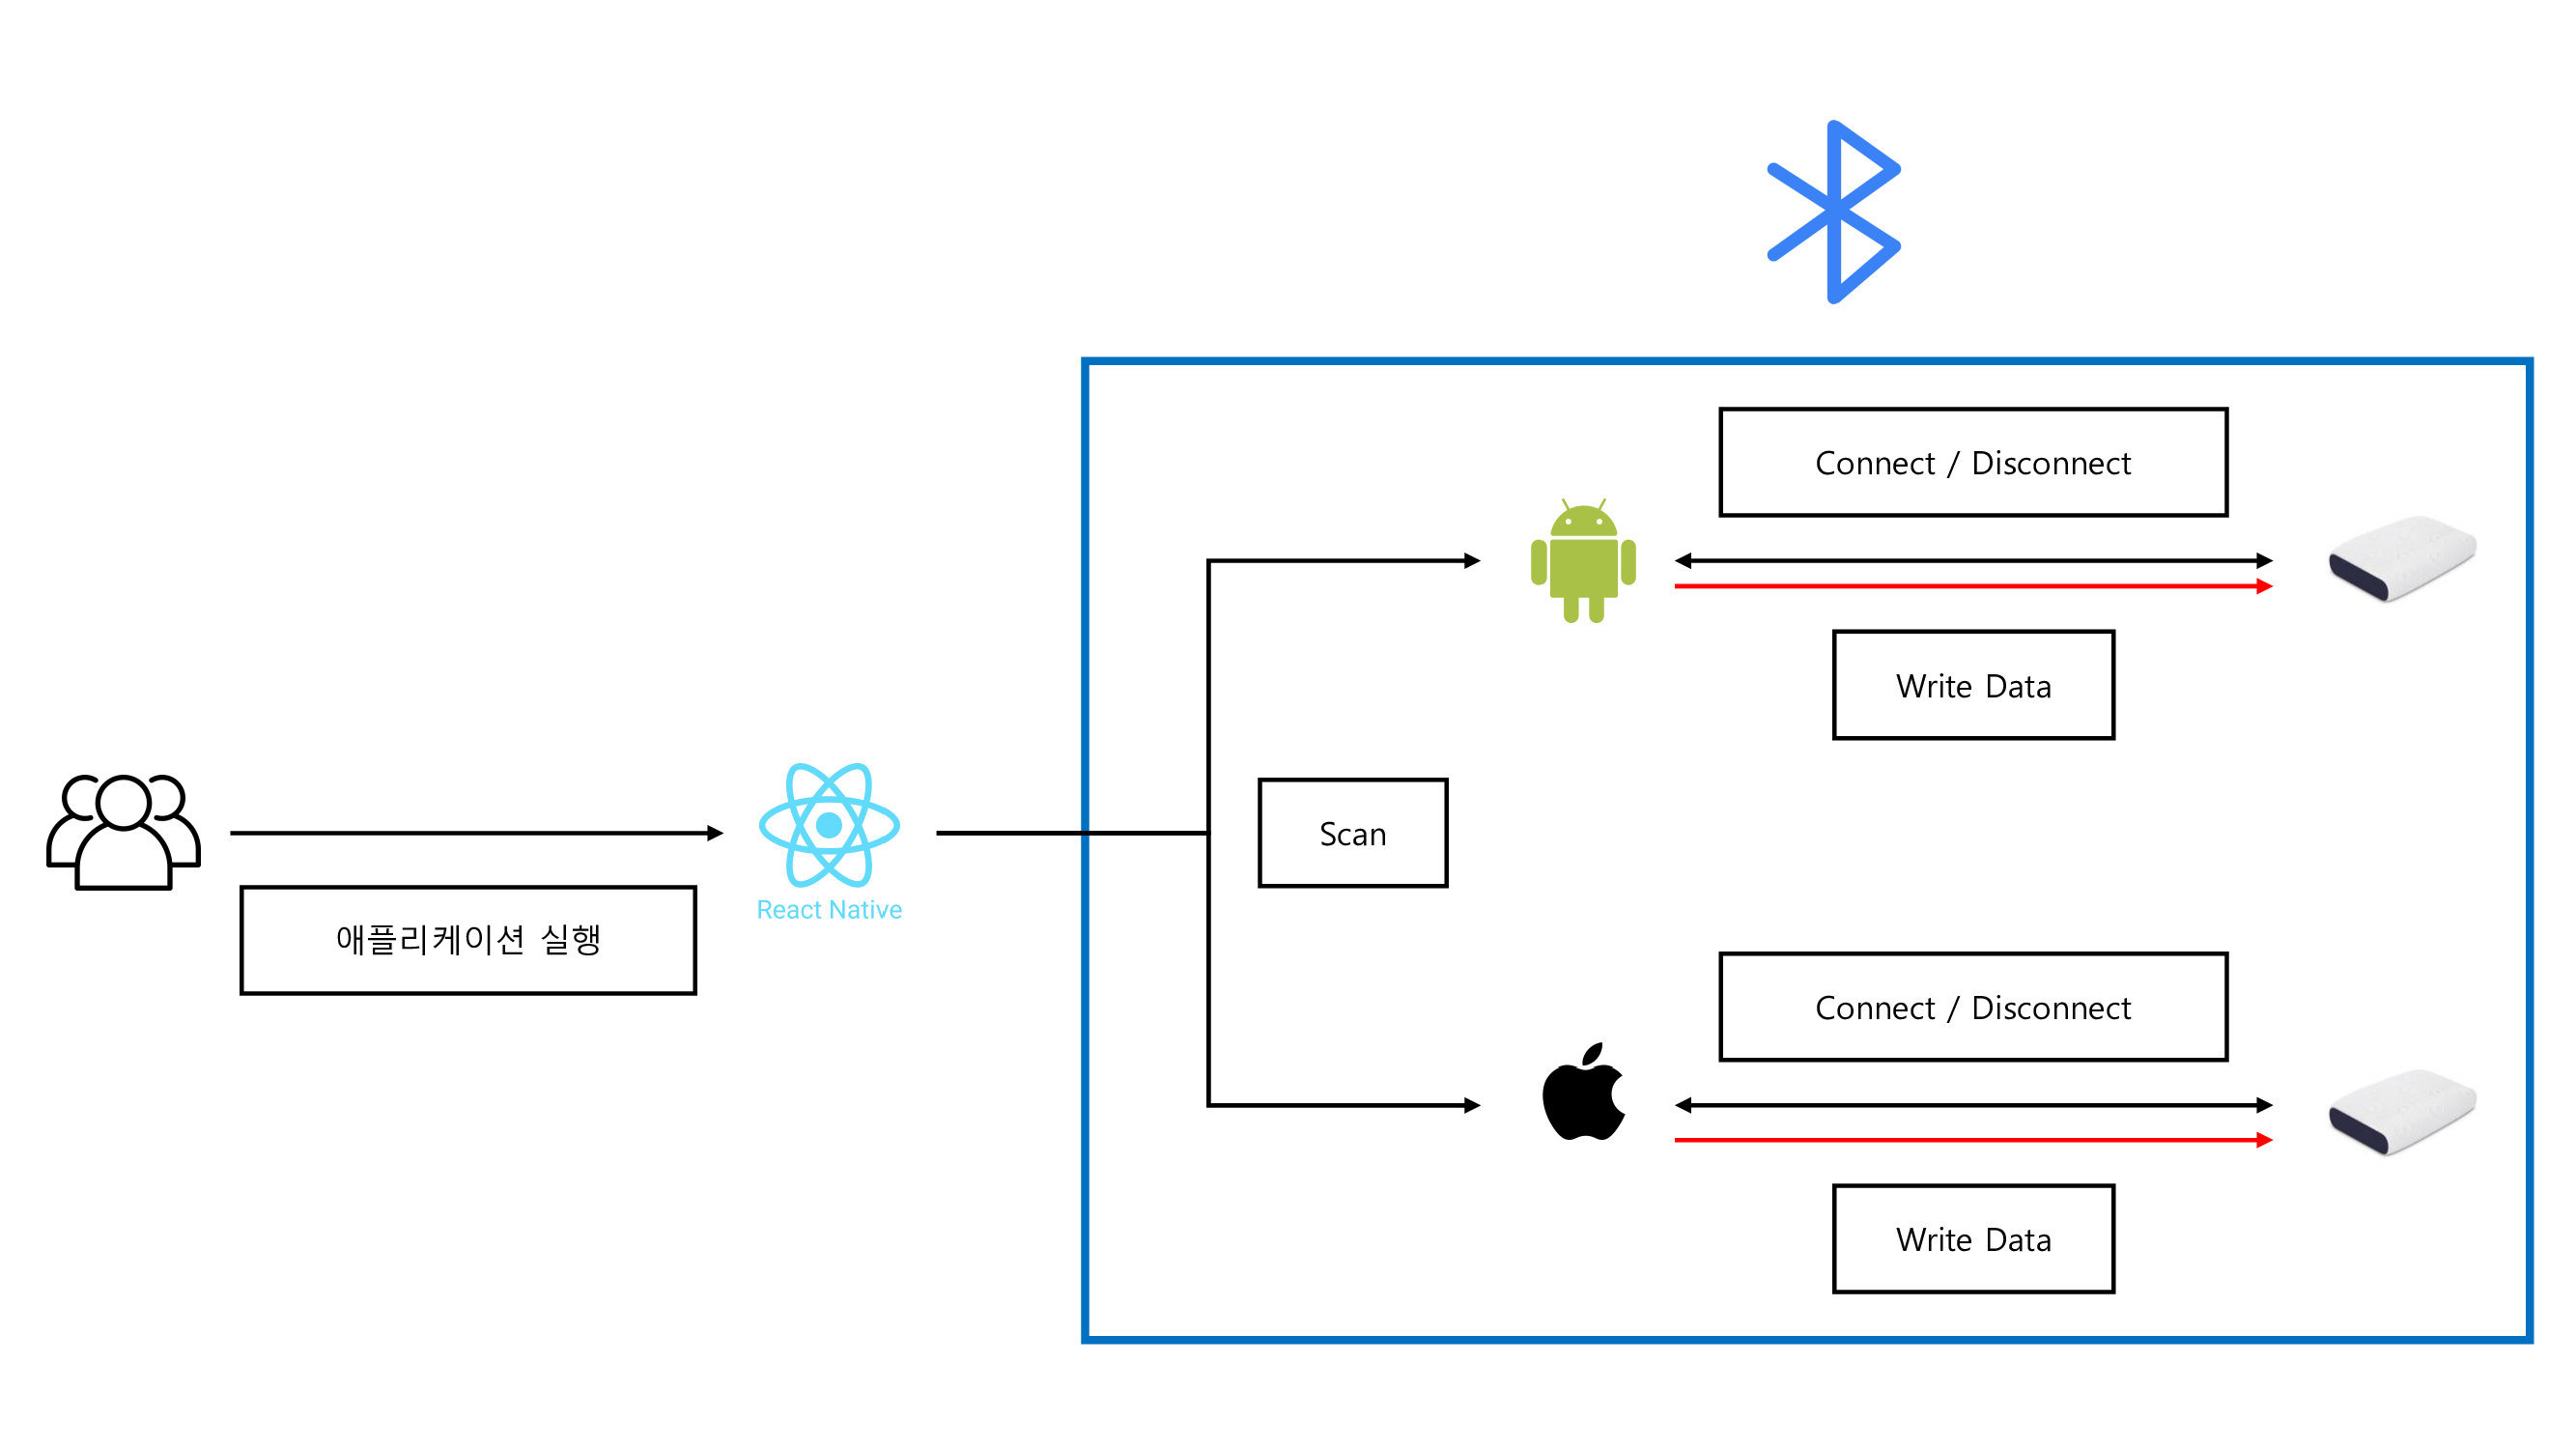 Connect / Disconnect
Write Data
Scan
React Native
애플리케이션 실행
Connect / Disconnect
Write Data